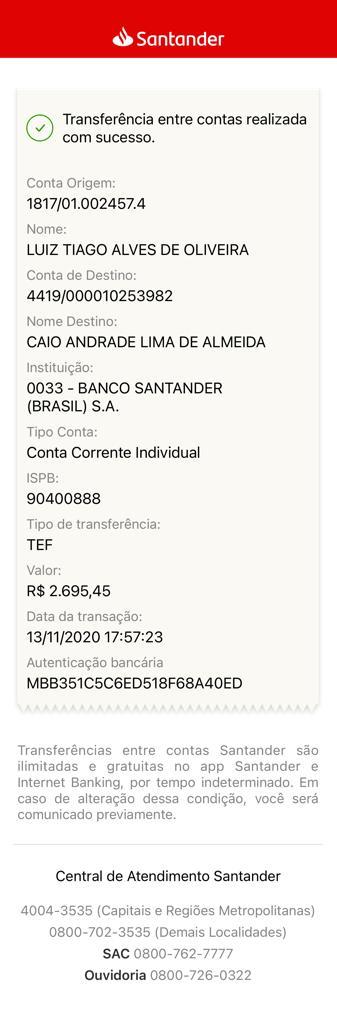 Santander
Transferência entre contas realizada
com sucesso.
Conta Origem:
1817/01.002457.4
Nome:
LUIZ TIAGO ALVES DE OLIVEIRA
Conta de Destino:
4419/000010253982
Nome Destino:
CAIO ANDRADE LIMA DE ALMEIDA
Instituição:
0033 - BANCO SANTANDER
(BRASIL) S.A.
Tipo Conta:
Conta Corrente Individual
ISPB:
90400888
Tipo de transferência:
TEF
Valor:
R$ 2.695,45
Data da transação:
13/11/2020 17:57:23
Autenticação bancária
MBB351C5C6ED518F68A40ED
Transferências entre contas Santander são
ilimitadas e gratuitas no app Santander e
Internet Banking, por tempo indeterminado. Em
caso de alteração dessa condição, você será
comunicado previamente.
Central de Atendimento Santander
4004-3535 (Capitais e Regiões Metropolitanas)
0800-702-3535 (Demais Localidades)
SAC 0800-762-7777
Ouvidoria 0800-726-0322